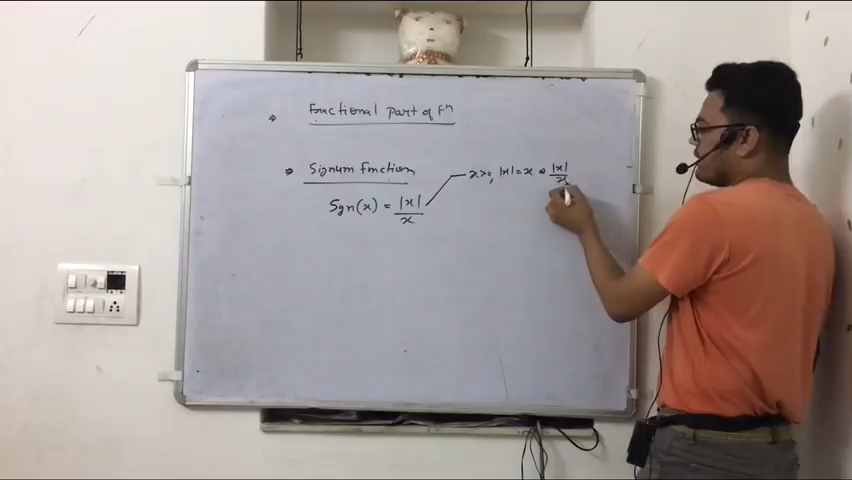 ⇒ Fractional part of fⁿ
⇒ Signum function
Sgn(x) = |x|/x
x>0, |x| = x ⇒ |x|/x